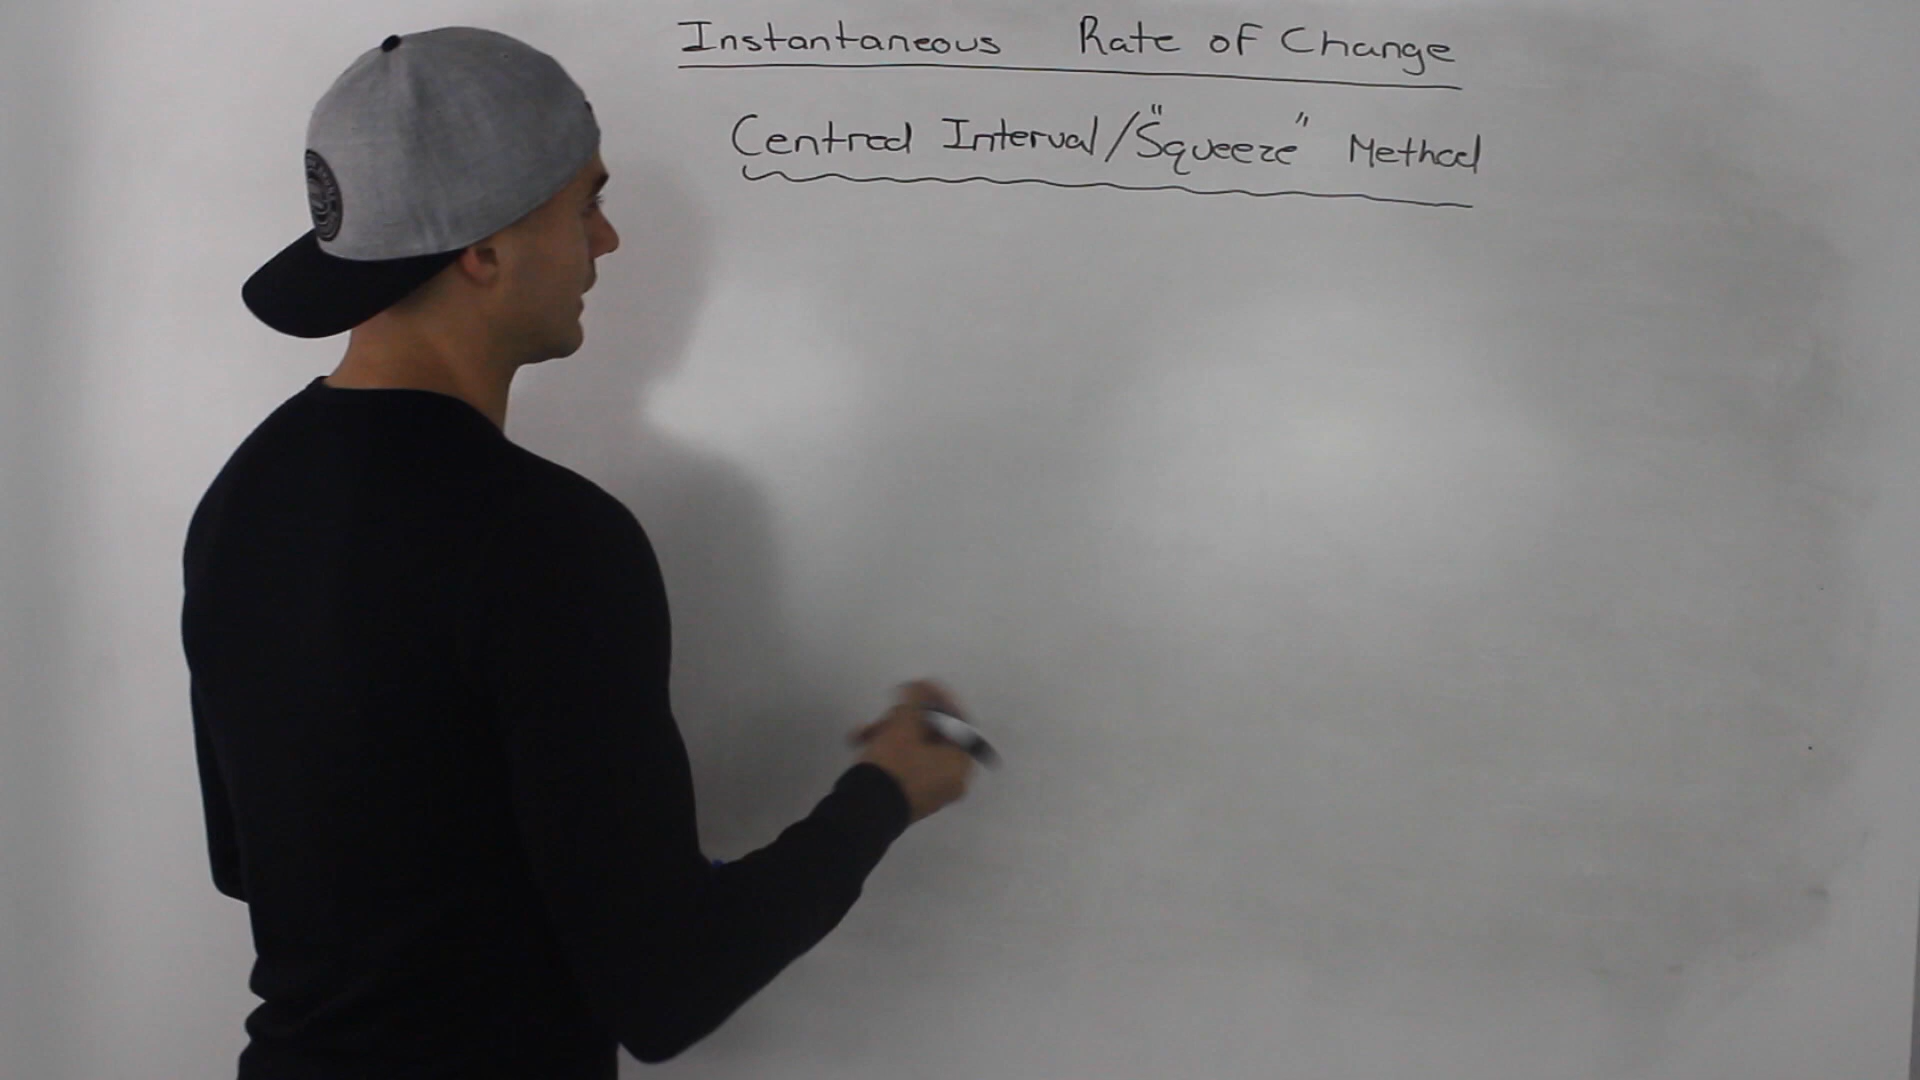 Instantaneous Rate of Change
Centred Interval/"Squeeze" Method